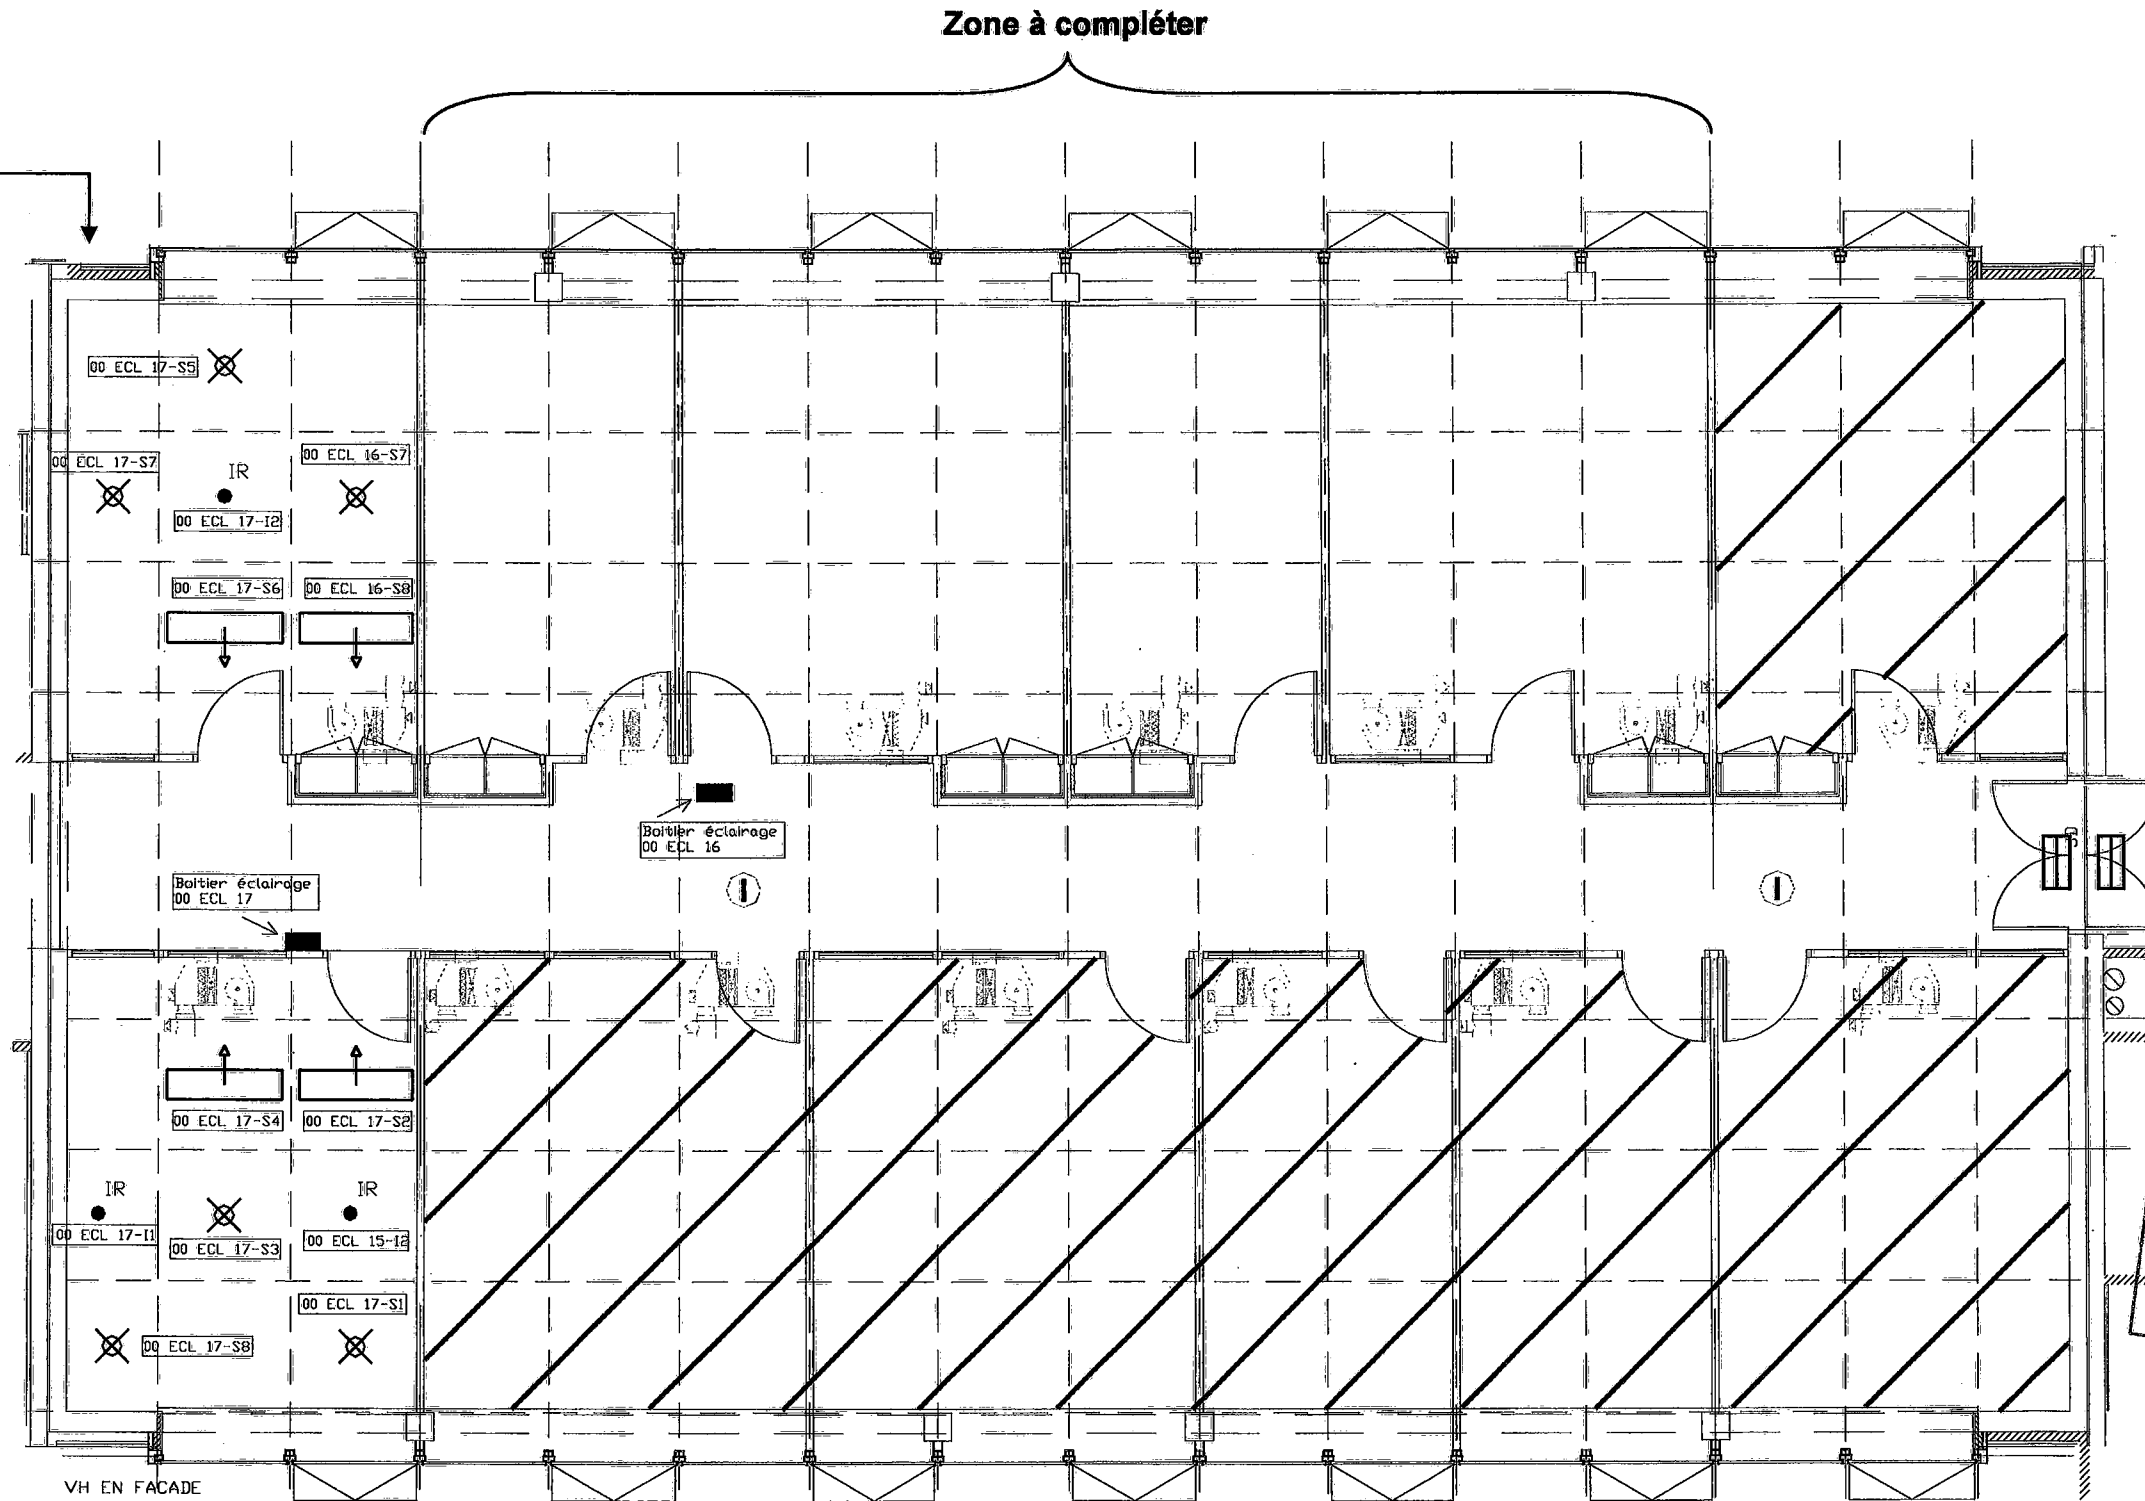 Zone à compléter
00 ECL 17-S5
00 ECL 17-S7
IR
00 ECL 16-S7
00 ECL 17-I2
00 ECL 17-S6
00 ECL 16-S8
Boîtier éclairage
00 ECL 16
Boîtier éclairage
00 ECL 17
00 ECL 17-S4
00 ECL 17-S2
IR
IR
00 ECL 17-I1
00 ECL 17-S3
00 ECL 15-I2
00 ECL 17-S1
00 ECL 17-S8
VH EN FACADE